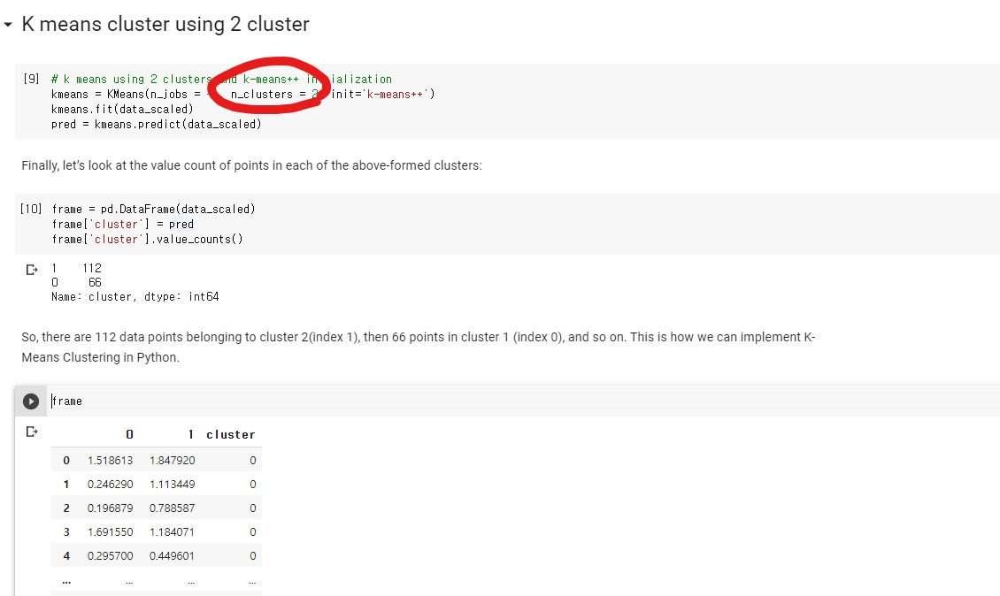 K means cluster using 2 cluster
[9] # k means using 2 clusters k-means++ initialization
kmeans = KMeans(n_jobs = n_clusters = 2, init='k-means++')
kmeans.fit(data_scaled)
pred = kmeans.predict(data_scaled)
Finally, let’s look at the value count of points in each of the above-formed clusters:
[10] frame = pd.DataFrame(data_scaled)
frame['cluster'] = pred
frame['cluster'].value_counts()
1 112
0 66
Name: cluster, dtype: int64
So, there are 112 data points belonging to cluster 2(index 1), then 66 points in cluster 1 (index 0), and so on. This is how we can implement K-
Means Clustering in Python.
frame
0 1 cluster
0 1.518613 1.847920 0
1 0.246290 1.113449 0
2 0.196879 0.788587 0
3 1.691550 1.184071 0
4 0.295700 0.449601 0
... ... ... ...